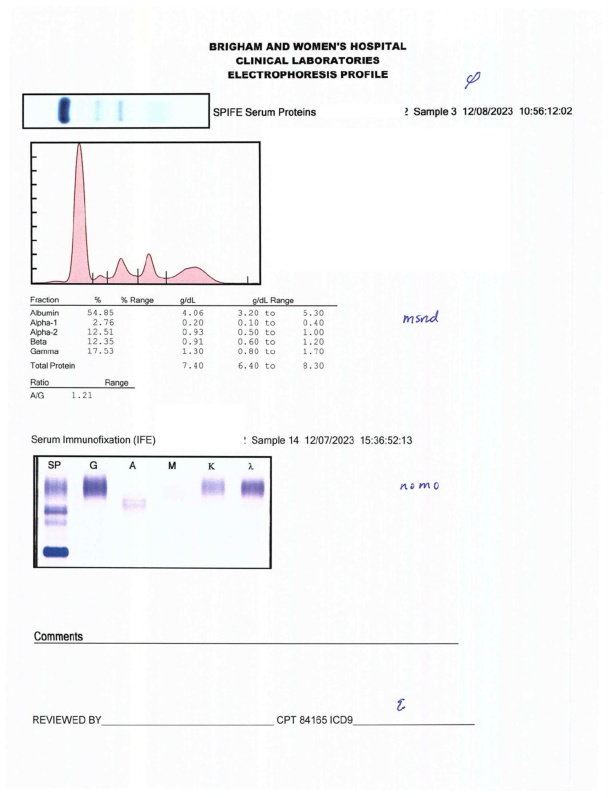 BRIGHAM AND WOMEN'S HOSPITAL
CLINICAL LABORATORIES
ELECTROPHORESIS PROFILE
φ
SPIFE Serum Proteins Sample 3 12/08/2023 10:56:12:02
Fraction % % Range g/dL g/dL Range
Albumin 54.85 4.06 3.20 to 5.30
Alpha-1 2.76 0.20 0.10 to 0.40
Alpha-2 12.51 0.93 0.50 to 1.00
Beta 12.35 0.91 0.60 to 1.20
Gamma 17.53 1.30 0.80 to 1.70
Total Protein 7.40 6.40 to 8.30
msnd
Ratio Range
A/G 1.21
Serum Immunofixation (IFE) Sample 14 12/07/2023 15:36:52:13
SP G A M K λ
nomo
Comments
REVIEWED BY CPT 84165 ICD9